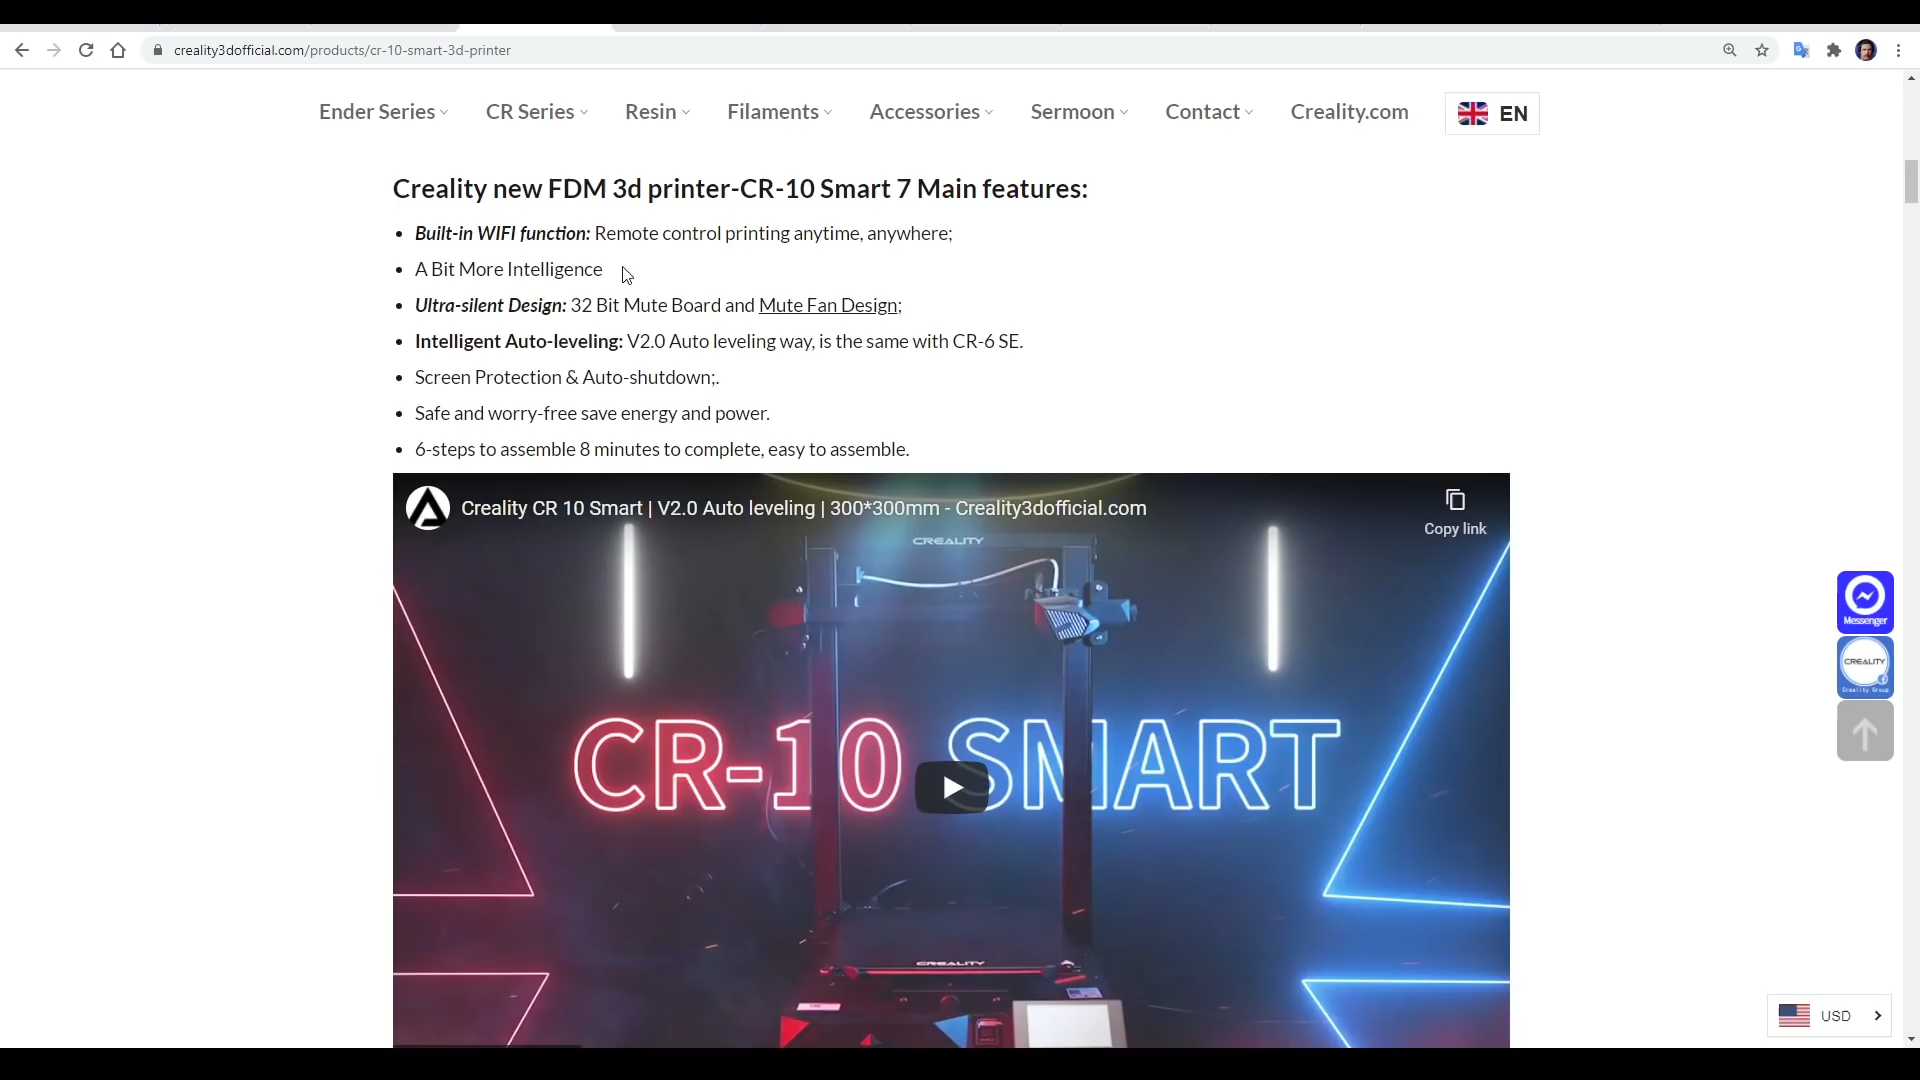 creality3dofficial.com/products/cr-10-smart-3d-printer
Ender Series CR Series Resin Filaments Accessories Sermoon Contact Creality.com EN
Creality new FDM 3d printer-CR-10 Smart 7 Main features:
Built-in WIFI function: Remote control printing anytime, anywhere;
A Bit More Intelligence
Ultra-silent Design: 32 Bit Mute Board and Mute Fan Design;
Intelligent Auto-leveling: V2.0 Auto leveling way, is the same with CR-6 SE.
Screen Protection & Auto-shutdown;.
Safe and worry-free save energy and power.
6-steps to assemble 8 minutes to complete, easy to assemble.
Creality CR 10 Smart | V2.0 Auto leveling | 300*300mm - Creality3dofficial.com
Copy link
CREALITY
Messenger
CREALITY
Creality Group
CR-10 SMART
CREALITY
USD